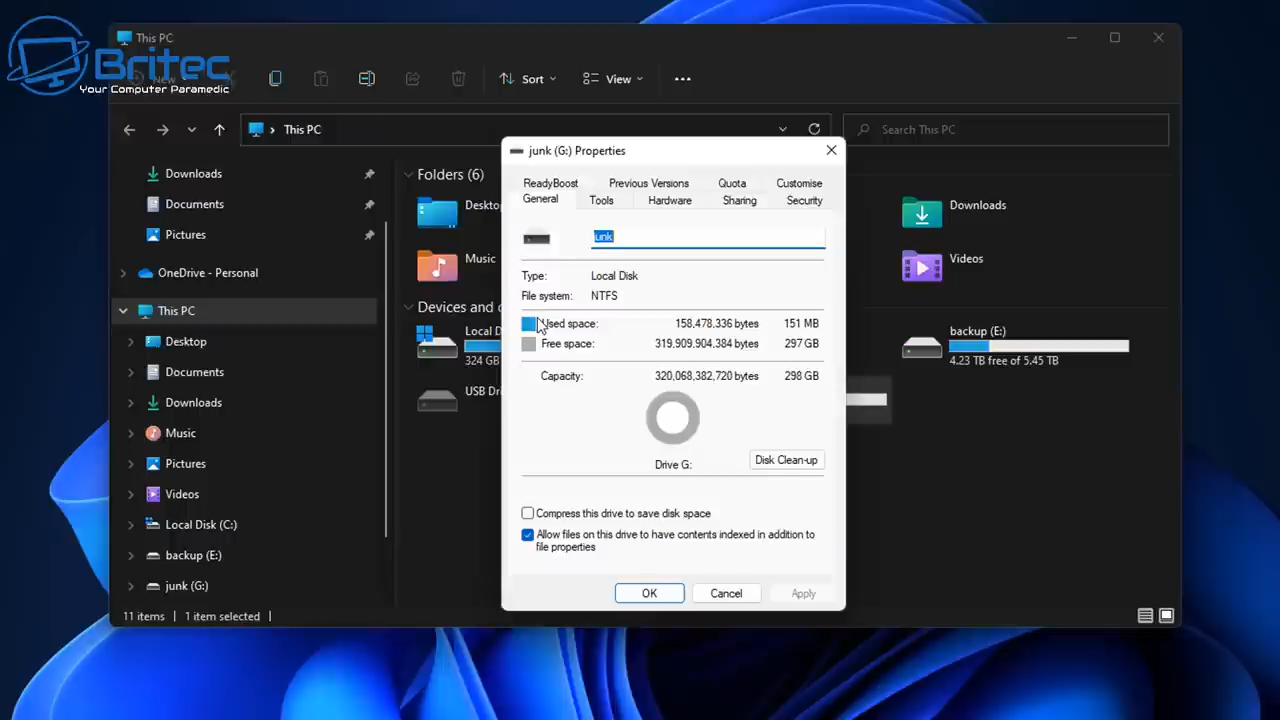 This PC
Britec
Your Computer Paramedic
New
Sort
View
This PC
Search This PC
Downloads
Documents
Pictures
OneDrive - Personal
This PC
Desktop
Documents
Downloads
Music
Pictures
Videos
Local Disk (C:)
backup (E:)
junk (G:)
Folders (6)
Music
Downloads
Videos
Devices and
324 GB
backup (E:)
4.23 TB free of 5.45 TB
junk (G:) Properties
ReadyBoost Previous Versions Quota Customise
General Tools Hardware Sharing Security
junk
Type: Local Disk
File system: NTFS
Used space: 158,478,336 bytes 151 MB
Free space: 319,909,904,384 bytes 297 GB
Capacity: 320,068,382,720 bytes 298 GB
Drive G: Disk Clean-up
Compress this drive to save disk space
Allow files on this drive to have contents indexed in addition to
file properties
OK Cancel Apply
11 items 1 item selected